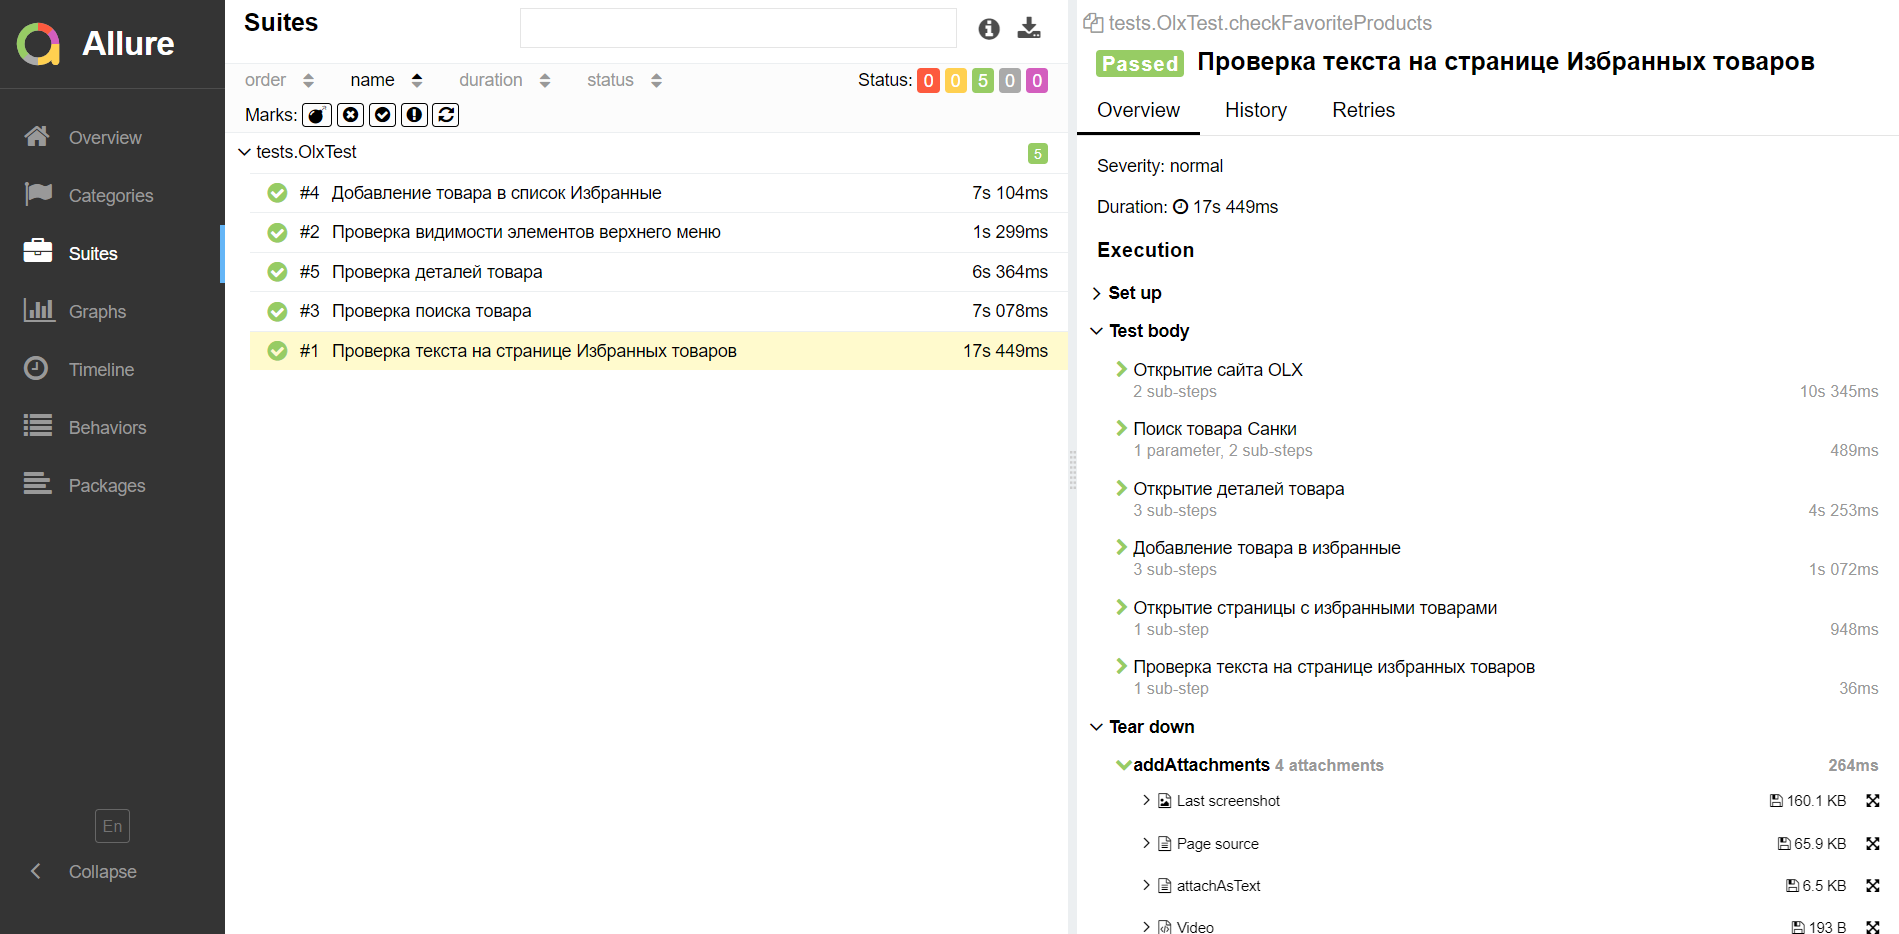 Allure
Overview
Categories
Suites
Graphs
Timeline
Behaviors
Packages
En
Collapse
Suites
order name duration status Status: 0 0 5 0 0
Marks:
tests.OlxTest 5
#4 Добавление товара в список Избранные 7s 104ms
#2 Проверка видимости элементов верхнего меню 1s 299ms
#5 Проверка деталей товара 6s 364ms
#3 Проверка поиска товара 7s 078ms
#1 Проверка текста на странице Избранных товаров 17s 449ms
tests.OlxTest.checkFavoriteProducts
Passed Проверка текста на странице Избранных товаров
Overview History Retries
Severity: normal
Duration: 17s 449ms
Execution
Set up
Test body
Открытие сайта OLX
2 sub-steps 10s 345ms
Поиск товара Санки
1 parameter, 2 sub-steps 489ms
Открытие деталей товара
3 sub-steps 4s 253ms
Добавление товара в избранные
3 sub-steps 1s 072ms
Открытие страницы с избранными товарами
1 sub-step 948ms
Проверка текста на странице избранных товаров
1 sub-step 36ms
Tear down
addAttachments 4 attachments 264ms
Last screenshot 160.1 KB
Page source 65.9 KB
attachAsText 6.5 KB
Video 193 B